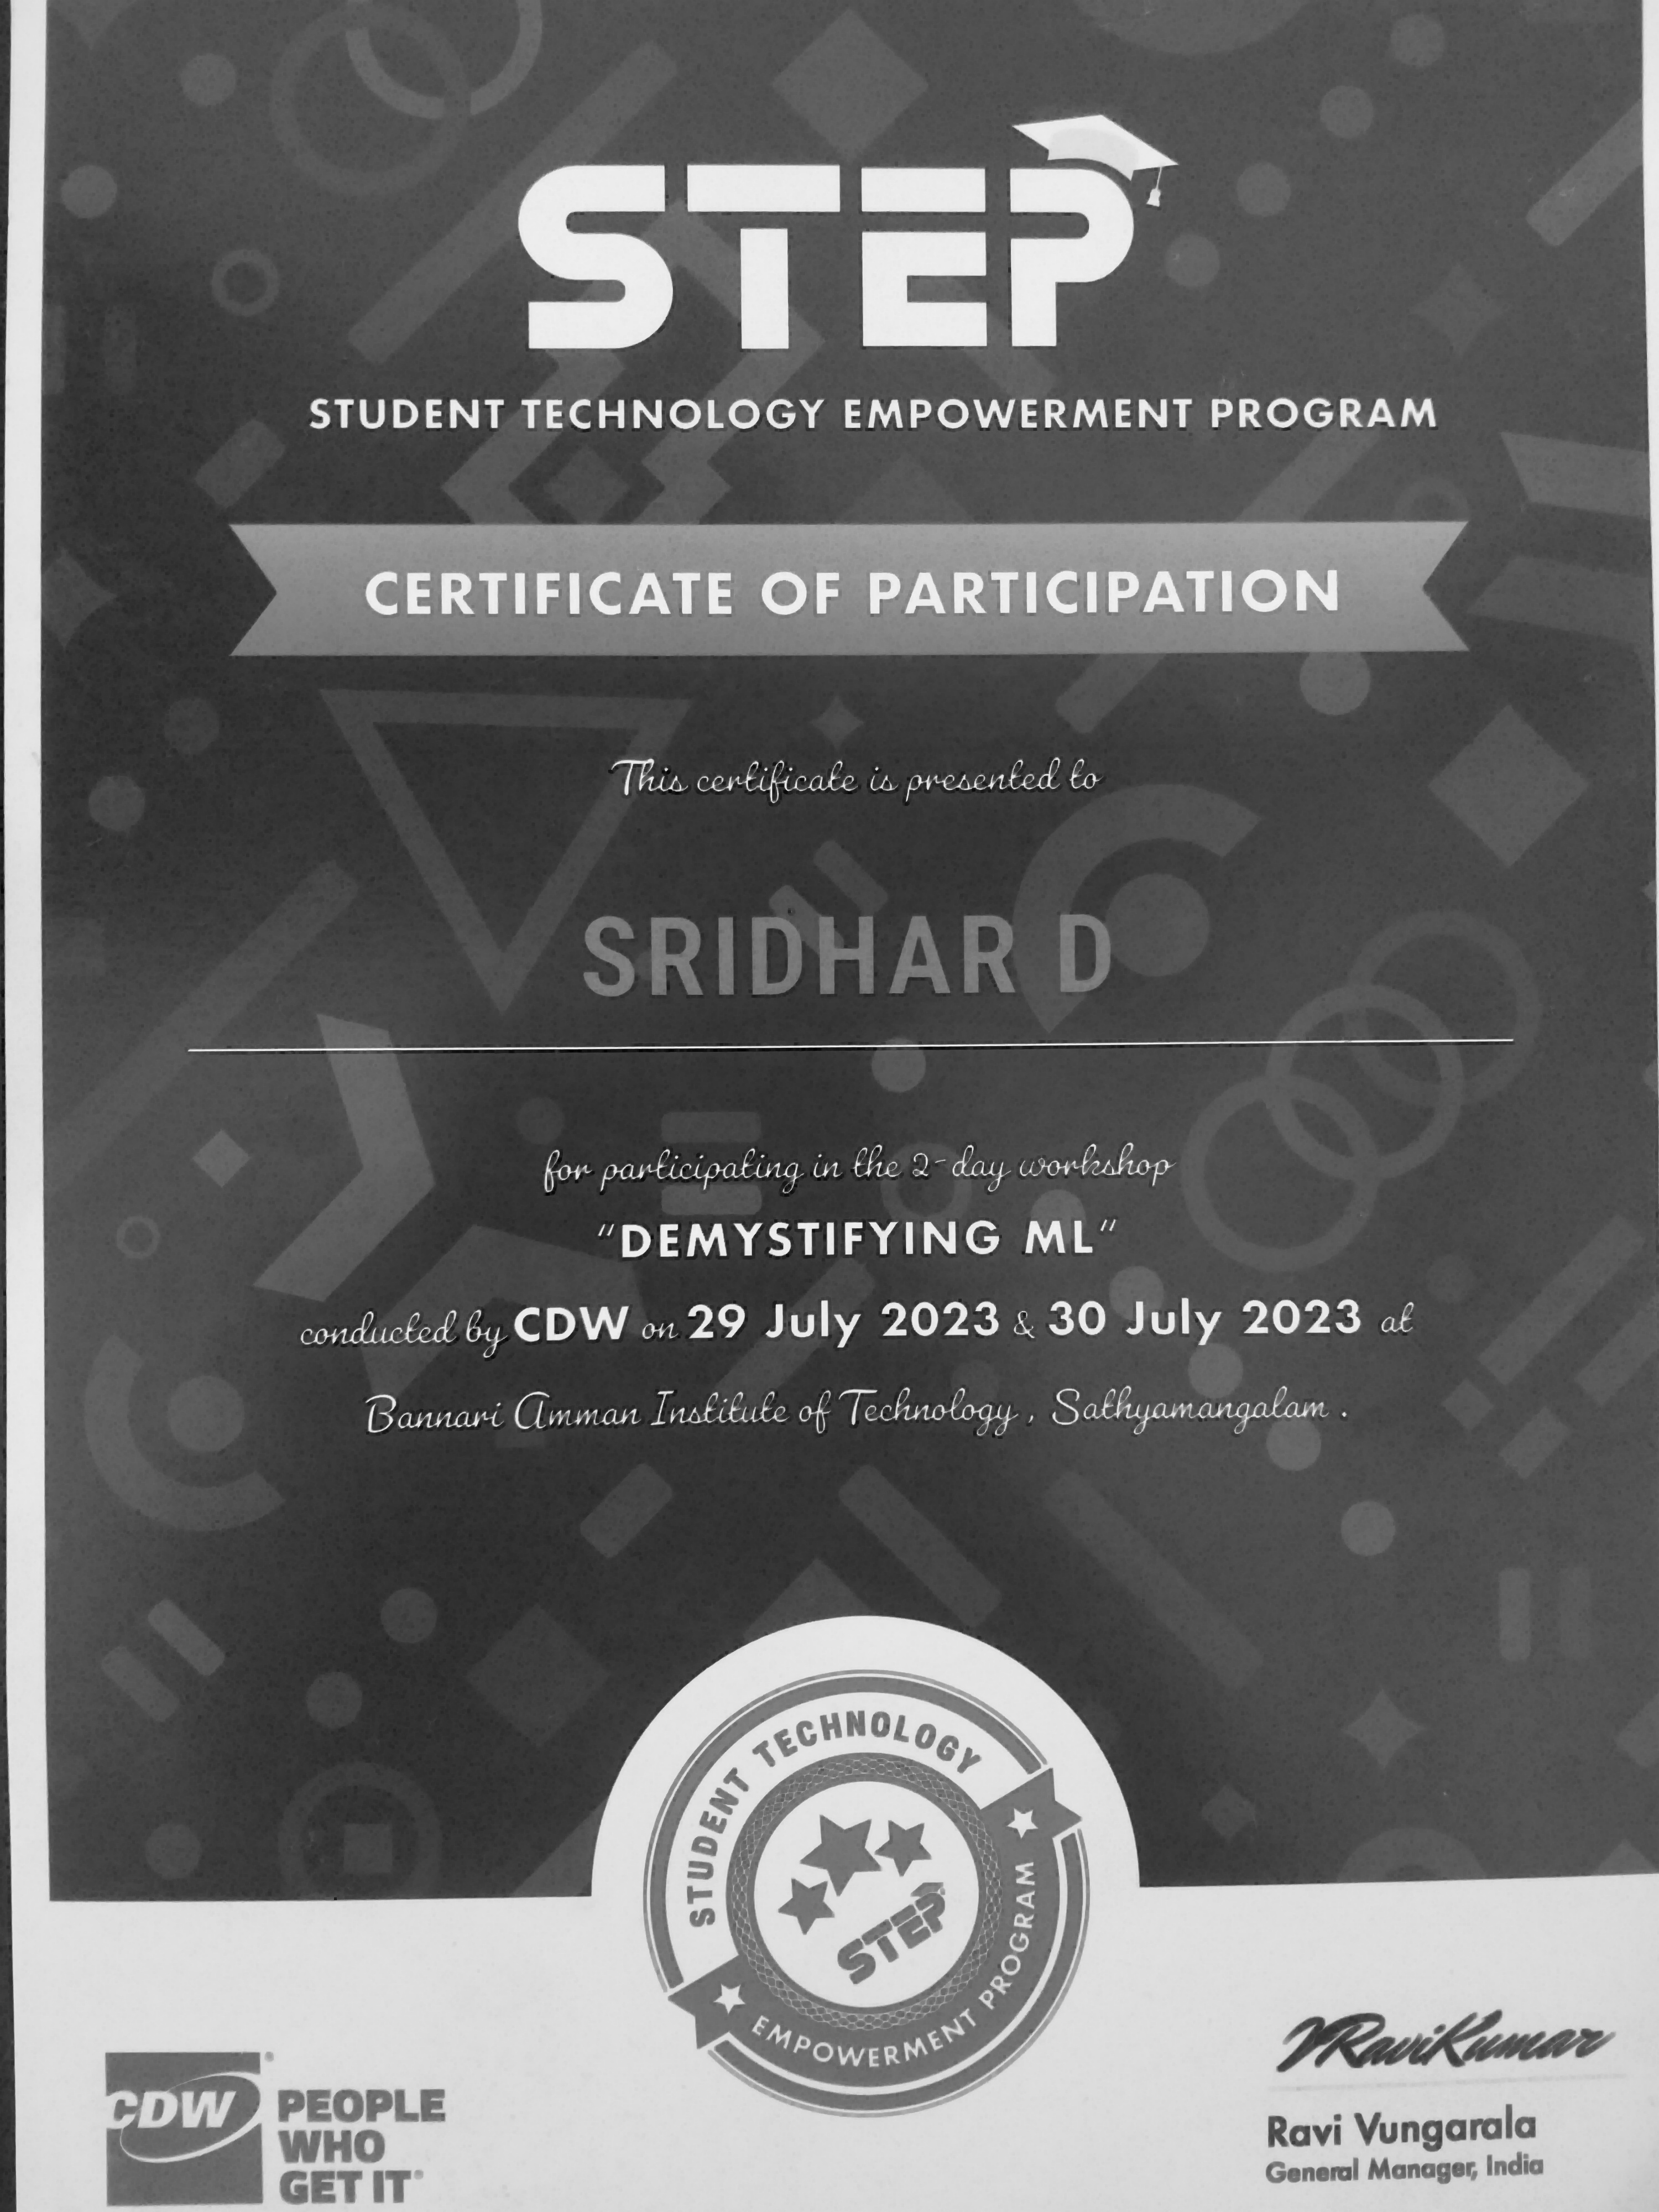 STEP
STUDENT TECHNOLOGY EMPOWERMENT PROGRAM
CERTIFICATE OF PARTICIPATION
This certificate is presented to
SRIDHAR D
for participating in the 2-day workshop
"DEMYSTIFYING ML"
conducted by CDW on 29 July 2023 & 30 July 2023 at
Bannari Amman Institute of Technology, Sathyamangalam.
STUDENT TECHNOLOGY
STEP
EMPOWERMENT PROGRAM
CDW®
PEOPLE
WHO
GET IT®
VRaviKumar
Ravi Vungarala
General Manager, India